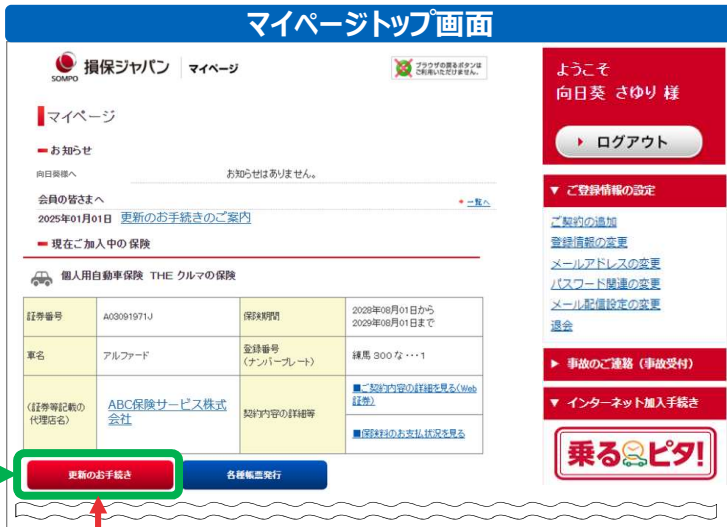 マイページトップ画面
SOMPO 損保ジャパン マイページ
ブラウザの戻るボタンは
ご利用いただけません。
マイページ
お知らせ
向日葵様へ お知らせはありません。
会員の皆さまへ 一覧へ
2025年01月01日 更新のお手続きのご案内
現在ご加入中の保険
個人用自動車保険 THE クルマの保険
証券番号 A03091971J 保険期間 2028年08月01日から
2029年08月01日まで
車名 アルファード 登録番号
(ナンバープレート) 練馬 300 な ・・・1
(証券等記載の
代理店名) ABC保険サービス株式
会社 契約内容の詳細等 ■ご契約内容の詳細を見る(Web
証券)
■保険料のお支払状況を見る
更新のお手続き 各種帳票発行
ようこそ
向日葵 さゆり 様
ログアウト
▼ ご登録情報の設定
ご契約の追加
登録情報の変更
メールアドレスの変更
パスワード関連の変更
メール配信設定の変更
退会
▶ 事故のご連絡（事故受付）
▼ インターネット加入手続き
乗るピタ!